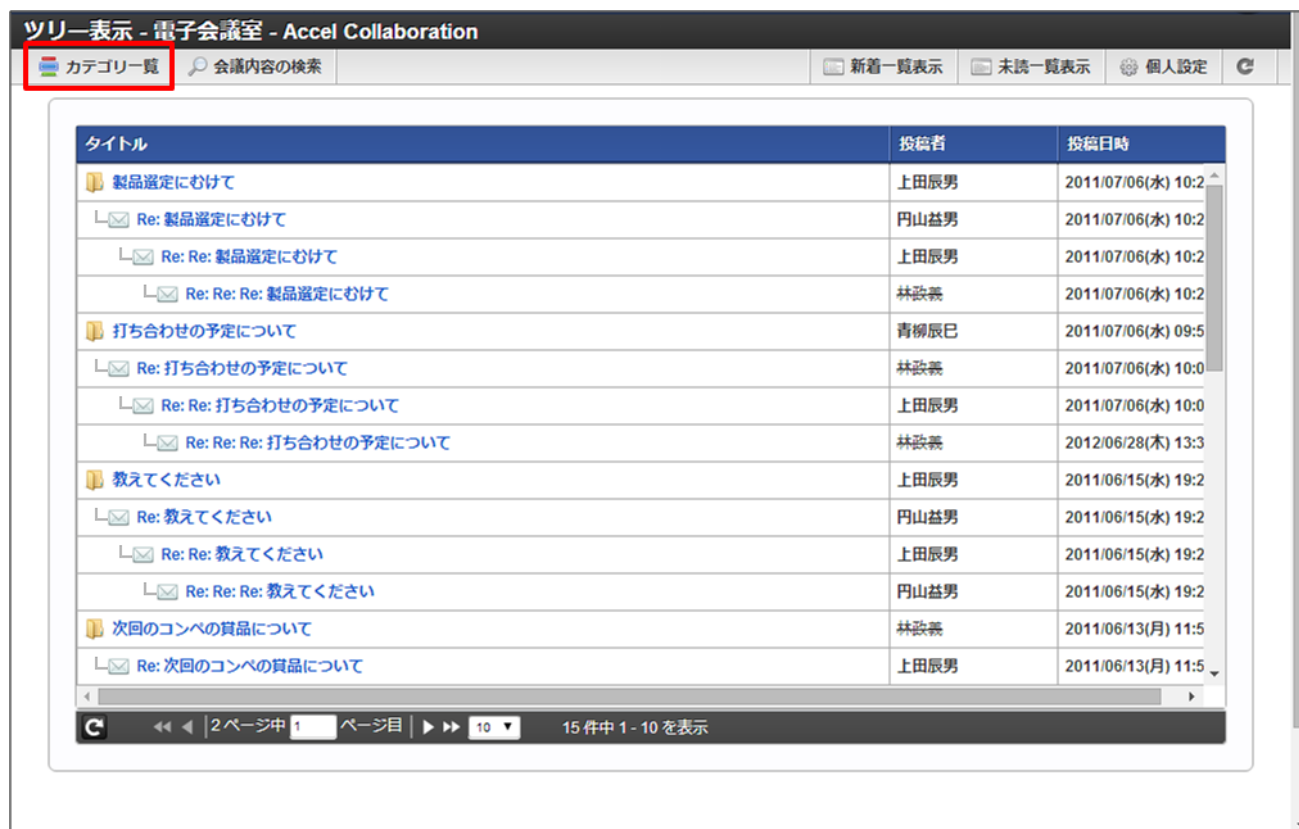 ツリー表示 - 電子会議室 - Accel Collaboration
カテゴリ一覧 会議内容の検索 新着一覧表示 未読一覧表示 個人設定
タイトル 投稿者 投稿日時
製品選定にむけて 上田辰男 2011/07/06(水) 10:2
Re: 製品選定にむけて 円山益男 2011/07/06(水) 10:2
Re: Re: 製品選定にむけて 上田辰男 2011/07/06(水) 10:2
Re: Re: Re: 製品選定にむけて 林政義 2011/07/06(水) 10:2
打ち合わせの予定について 青柳辰巳 2011/07/06(水) 09:5
Re: 打ち合わせの予定について 林政義 2011/07/06(水) 10:0
Re: Re: 打ち合わせの予定について 上田辰男 2011/07/06(水) 10:0
Re: Re: Re: 打ち合わせの予定について 林政義 2012/06/28(木) 13:3
教えてください 上田辰男 2011/06/15(水) 19:2
Re: 教えてください 円山益男 2011/06/15(水) 19:2
Re: Re: 教えてください 上田辰男 2011/06/15(水) 19:2
Re: Re: Re: 教えてください 円山益男 2011/06/15(水) 19:2
次回のコンペの賞品について 林政義 2011/06/13(月) 11:5
Re: 次回のコンペの賞品について 上田辰男 2011/06/13(月) 11:5
2 ページ中 1 ページ目 10 15 件中 1 - 10 を表示